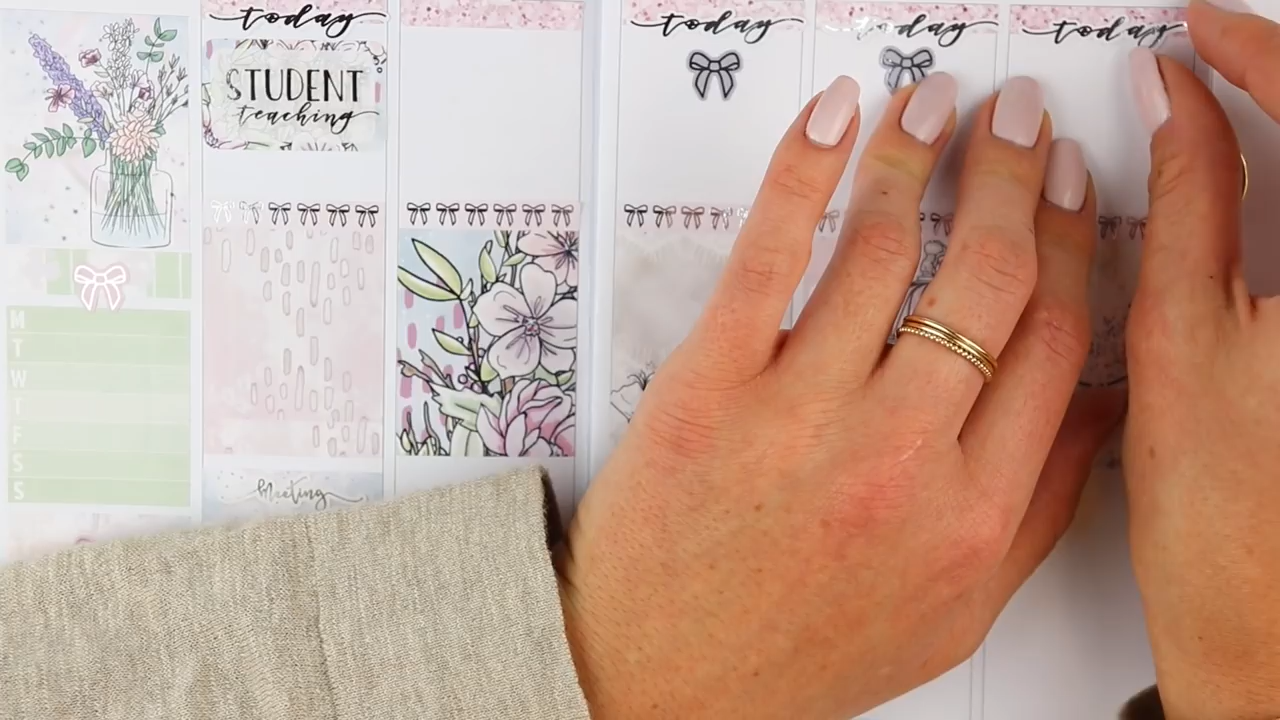 today
STUDENT
teaching
M
T
W
T
F
S
S
Meeting
today
today
today